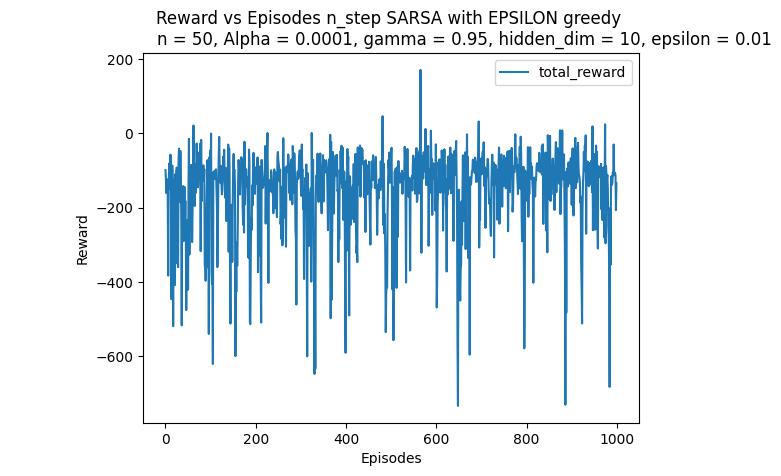 Reward vs Episodes n_step SARSA with EPSILON greedy
n = 50, Alpha = 0.0001, gamma = 0.95, hidden_dim = 10, epsilon = 0.01
total_reward
200
0
−200
−400
−600
Reward
0 200 400 600 800 1000
Episodes